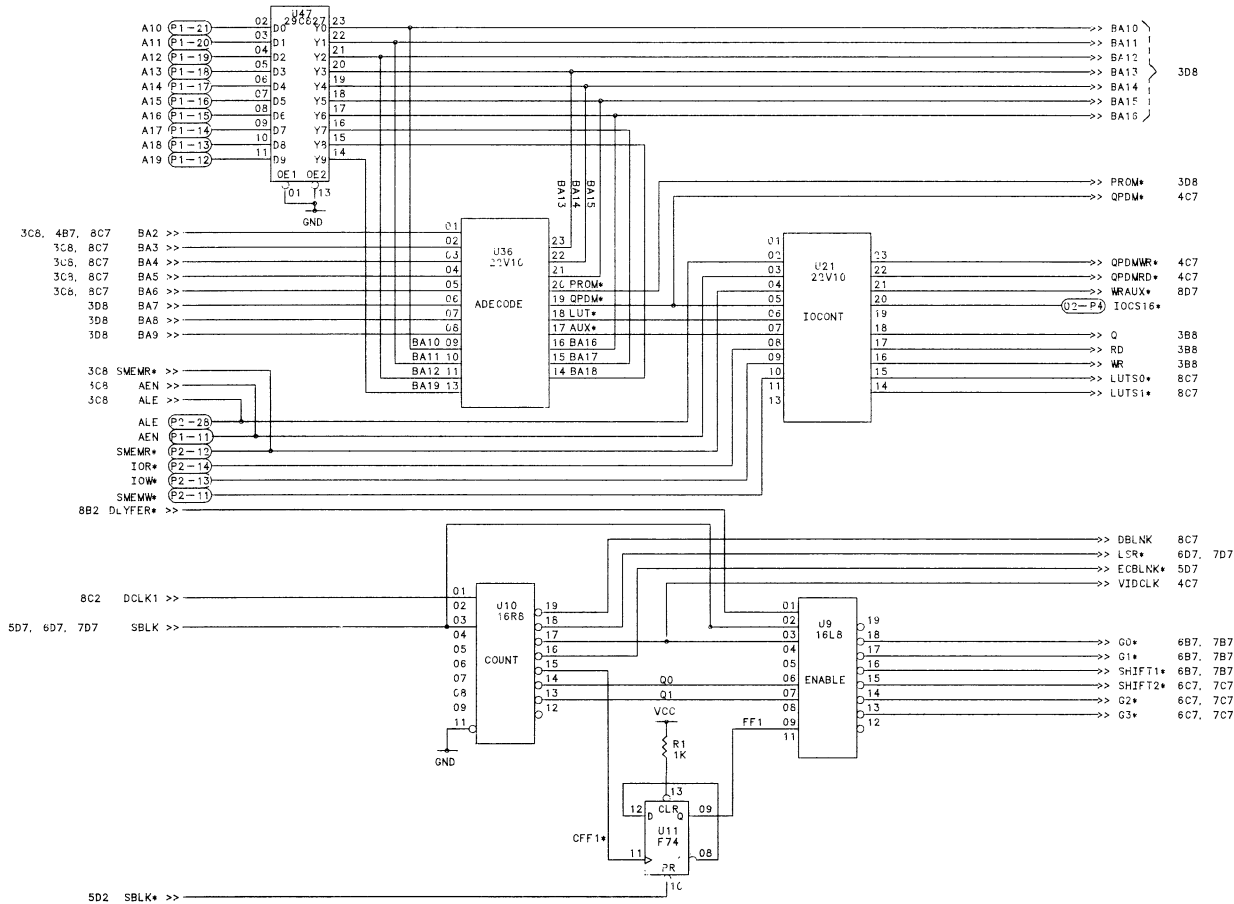 U47
29C827
A10 P1-21 02 D0 Y0 23 >> BA10
A11 P1-20 03 D1 Y1 22 >> BA11
A12 P1-19 04 D2 Y2 21 >> BA12
A13 P1-18 05 D3 Y3 20 >> BA13 3D8
A14 P1-17 06 D4 Y4 19 >> BA14
A15 P1-16 07 D5 Y5 18 >> BA15
A16 P1-15 08 D6 Y6 17 >> BA16
A17 P1-14 09 D7 Y7 16
A18 P1-13 10 D8 Y8 15
A19 P1-12 11 D9 Y9 14
OE1 OE2
01 13
GND
BA13 BA14 BA15
>> PROM* 3D8
>> QPDM* 4C7
3C8, 4B7, 8C7 BA2 >> 01
3C8, 8C7 BA3 >> 02
3C8, 8C7 BA4 >> 03
3C8, 8C7 BA5 >> 04
3C8, 8C7 BA6 >> 05
3D8 BA7 >> 06
3D8 BA8 >> 07
3D8 BA9 >> 08
BA10 09
BA11 10
BA12 11
BA19 13
U36
22V10
ADECODE
23
22
21
20 PROM*
19 QPDM*
18 LUT*
17 AUX*
16 BA16
15 BA17
14 BA18
01
02
03
04
05
06
07
08
09
10
11
13
U21
22V10
IOCONT
23 >> QPDMWR* 4C7
22 >> QPDMRD* 4C7
21 >> WRAUX* 8D7
20 02-P4 IOCS16*
19
18 >> Q 3B8
17 >> RD 3B8
16 >> WR 3B8
15 >> LUTS0* 8C7
14 >> LUTS1* 8C7
3C8 SMEMR* >>
3C8 AEN >>
3C8 ALE >>
ALE P2-28
AEN P1-11
SMEMR* P2-12
IOR* P2-14
IOW* P2-13
SMEMW* P2-11
8B2 DLYFER* >>
>> DBLNK 8C7
>> LSR* 6D7, 7D7
>> ECBLNK* 5D7
>> VIDCLK 4C7
8C2 DCLK1 >>
5D7, 6D7, 7D7 SBLK >>
01
02
03
04
05
06
07
08
09
11
GND
U10
16R8
COUNT
19
18
17
16
15
14 Q0
13 Q1
12
01
02
03
04
05
06
07
08
09
11
U9
16L8
ENABLE
19
18 >> G0* 6B7, 7B7
17 >> G1* 6B7, 7B7
16 >> SHIFT1* 6B7, 7B7
15 >> SHIFT2* 6C7, 7C7
14 >> G2* 6C7, 7C7
13 >> G3* 6C7, 7C7
12
VCC
R1
1K
FF1
13
12 D CLR Q 09
U11
F74
CFF1* 11 08
PR
10
5D2 SBLK* >>